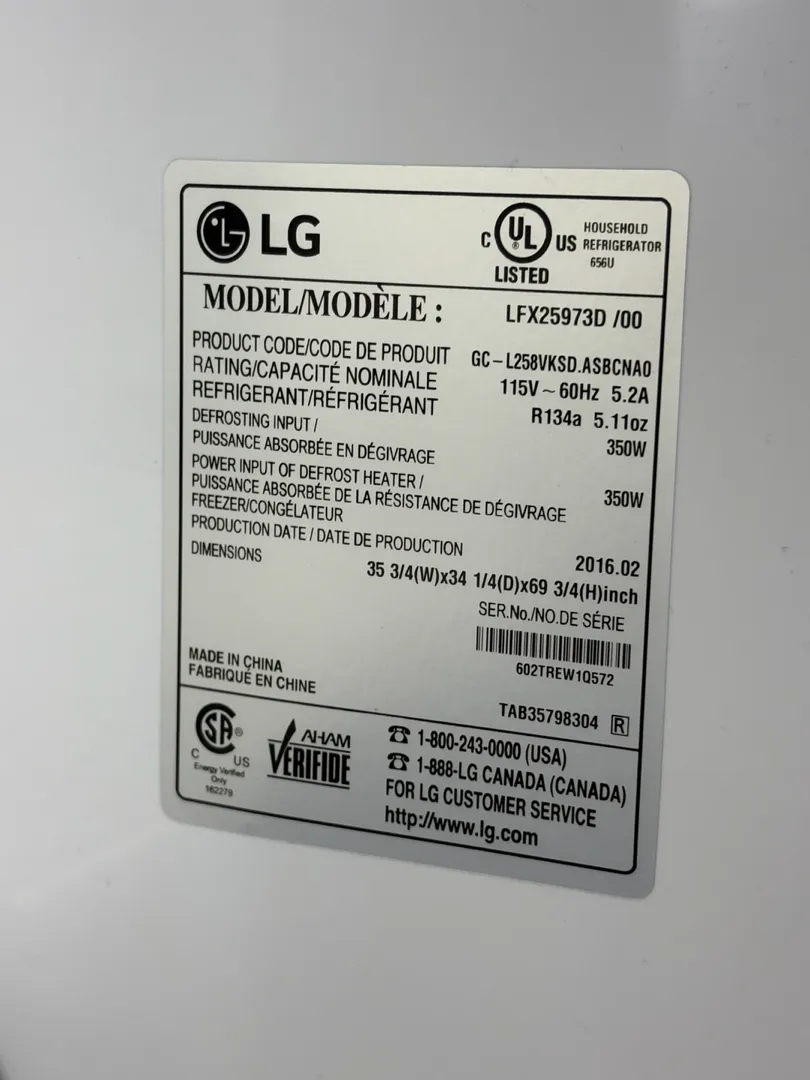 LG
C UL® US
LISTED
HOUSEHOLD
REFRIGERATOR
656U
MODEL/MODÈLE : LFX25973D /00
PRODUCT CODE/CODE DE PRODUIT GC-L258VKSD.ASBCNA0
RATING/CAPACITÉ NOMINALE 115V ~ 60Hz 5.2A
REFRIGERANT/RÉFRIGÉRANT R134a 5.11oz
DEFROSTING INPUT /
PUISSANCE ABSORBÉE EN DÉGIVRAGE 350W
POWER INPUT OF DEFROST HEATER /
PUISSANCE ABSORBÉE DE LA RÉSISTANCE DE DÉGIVRAGE 350W
FREEZER/CONGÉLATEUR
PRODUCTION DATE / DATE DE PRODUCTION 2016.02
DIMENSIONS 35 3/4(W)x34 1/4(D)x69 3/4(H)inch
SER.No./NO.DE SÉRIE
602TREW1Q572
MADE IN CHINA
FABRIQUÉ EN CHINE
TAB35798304 R
SA®
C US
Energy Verified
Only
162279
AHAM
VERIFIDE
☎ 1-800-243-0000 (USA)
☎ 1-888-LG CANADA (CANADA)
FOR LG CUSTOMER SERVICE
http://www.lg.com